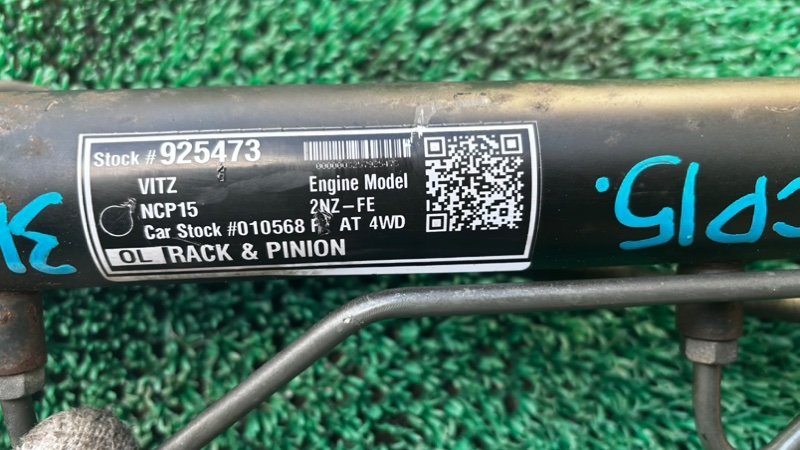 Stock # 925473
VITZ
Engine Model
NCP15
2NZ-FE
Car Stock #010568 AT 4WD
OL RACK & PINION
CP15.